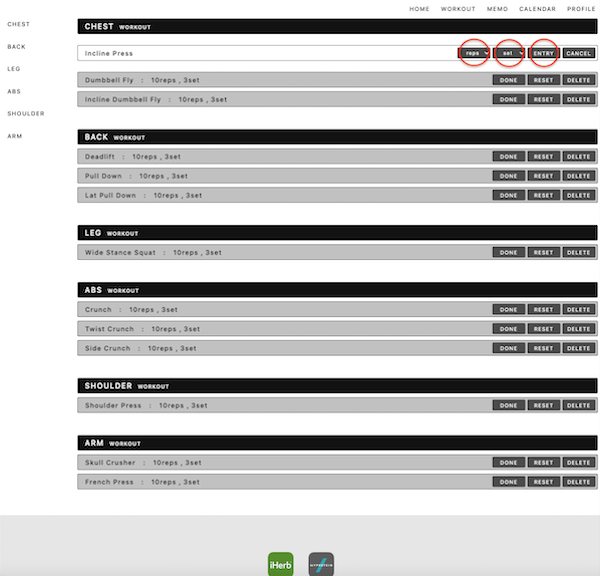 HOME WORKOUT MEMO CALENDAR PROFILE
CHEST
BACK
LEG
ABS
SHOULDER
ARM
CHEST WORKOUT
Incline Press reps set ENTRY CANCEL
Dumbbell Fly : 10reps , 3set DONE RESET DELETE
Incline Dumbbell Fly : 10reps , 3set DONE RESET DELETE
BACK WORKOUT
Deadlift : 10reps , 3set DONE RESET DELETE
Pull Down : 10reps , 3set DONE RESET DELETE
Lat Pull Down : 10reps , 3set DONE RESET DELETE
LEG WORKOUT
Wide Stance Squat : 10reps , 3set DONE RESET DELETE
ABS WORKOUT
Crunch : 10reps , 3set DONE RESET DELETE
Twist Crunch : 10reps , 3set DONE RESET DELETE
Side Crunch : 10reps , 3set DONE RESET DELETE
SHOULDER WORKOUT
Shoulder Press : 10reps , 3set DONE RESET DELETE
ARM WORKOUT
Skull Crusher : 10reps , 3set DONE RESET DELETE
French Press : 10reps , 3set DONE RESET DELETE
iHerb